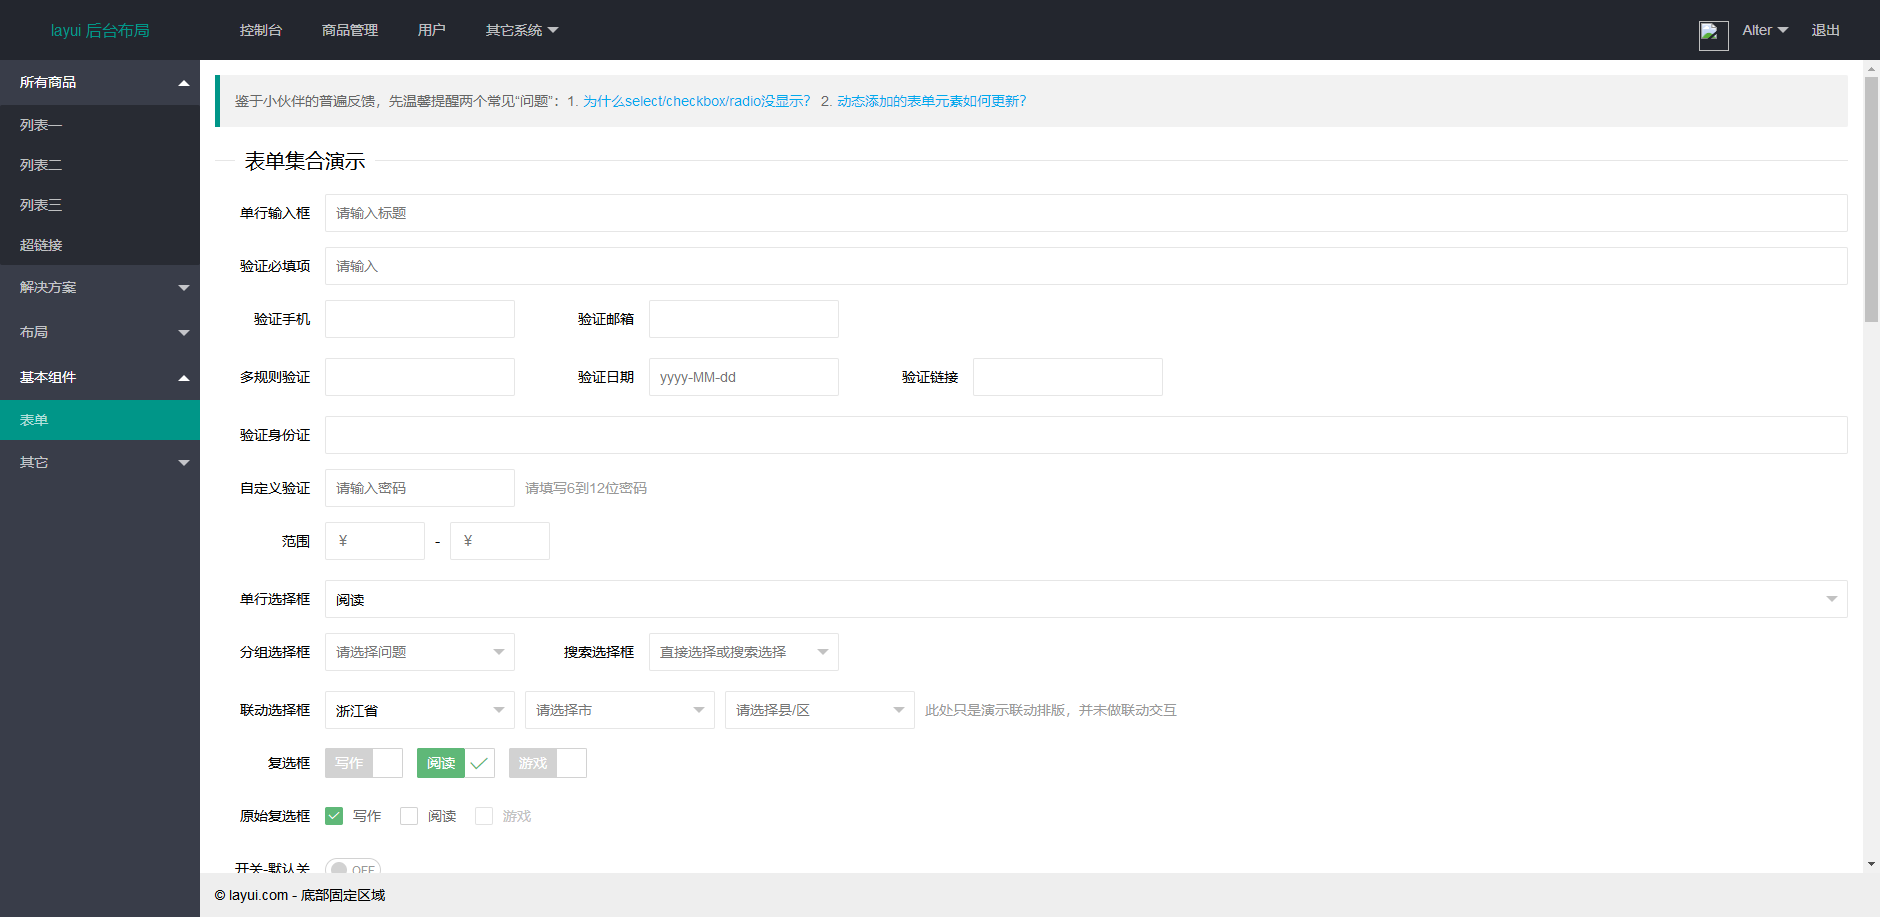 layui 后台布局
控制台 商品管理 用户 其它系统
Alter 退出
所有商品
列表一
列表二
列表三
超链接
解决方案
布局
基本组件
表单
其它
鉴于小伙伴的普遍反馈，先温馨提醒两个常见“问题”：1. 为什么select/checkbox/radio没显示？ 2. 动态添加的表单元素如何更新？
表单集合演示
单行输入框 请输入标题
验证必填项 请输入
验证手机 验证邮箱
多规则验证 验证日期 yyyy-MM-dd 验证链接
验证身份证
自定义验证 请输入密码 请填写6到12位密码
范围 ￥ - ￥
单行选择框 阅读
分组选择框 请选择问题 搜索选择框 直接选择或搜索选择
联动选择框 浙江省 请选择市 请选择县/区 此处只是演示联动排版，并未做联动交互
复选框 写作 阅读 游戏
原始复选框 写作 阅读 游戏
开关-默认关 OFF
© layui.com - 底部固定区域